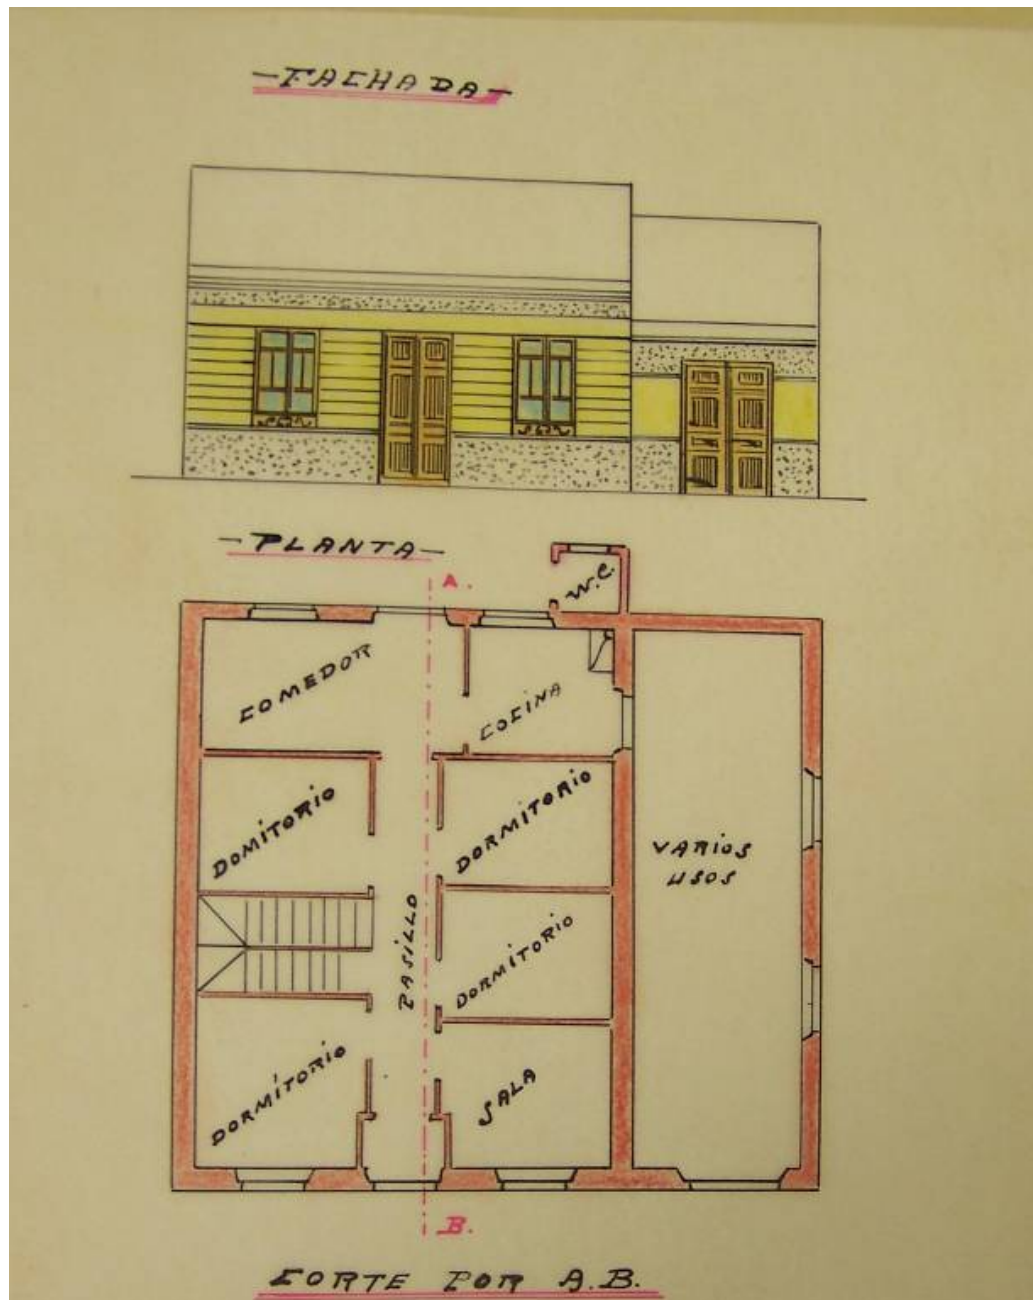 -FACHADA-
-PLANTA-
A.
W.C.
COMEDOR
COCINA
DOMITORIO
DORMITORIO
VARIOS
USOS
PASILLO
DORMITORIO
DORMITORIO
SALA
B.
CORTE POR A.B.